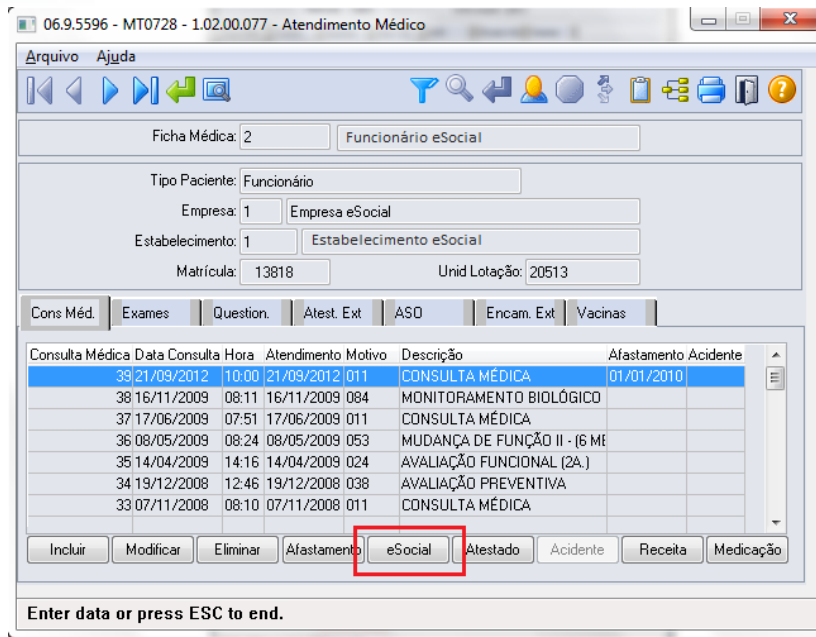 06.9.5596 - MT0728 - 1.02.00.077 - Atendimento Médico
Arquivo Ajuda
Ficha Médica: 2 Funcionário eSocial
Tipo Paciente: Funcionário
Empresa: 1 Empresa eSocial
Estabelecimento: 1 Estabelecimento eSocial
Matrícula: 13818 Unid Lotação: 20513
Cons Méd. Exames Question. Atest. Ext ASO Encam. Ext Vacinas
Consulta Médica Data Consulta Hora Atendimento Motivo Descrição Afastamento Acidente
39 21/09/2012 10:00 21/09/2012 011 CONSULTA MÉDICA 01/01/2010
38 16/11/2009 08:11 16/11/2009 084 MONITORAMENTO BIOLÓGICO
37 17/06/2009 07:51 17/06/2009 011 CONSULTA MÉDICA
36 08/05/2009 08:24 08/05/2009 053 MUDANÇA DE FUNÇÃO II - (6 ME
35 14/04/2009 14:16 14/04/2009 024 AVALIAÇÃO FUNCIONAL (2A.)
34 19/12/2008 12:46 19/12/2008 038 AVALIAÇÃO PREVENTIVA
33 07/11/2008 08:10 07/11/2008 011 CONSULTA MÉDICA
Incluir Modificar Eliminar Afastamento eSocial Atestado Acidente Receita Medicação
Enter data or press ESC to end.